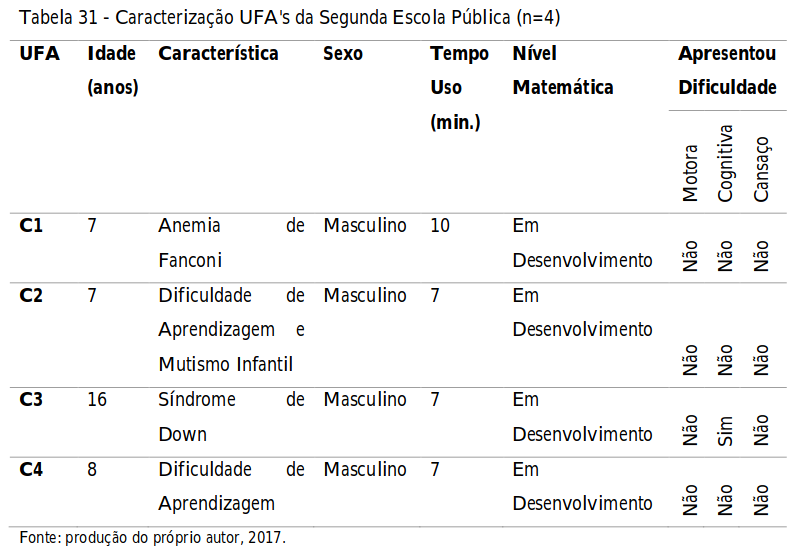 Tabela 31 - Caracterização UFA's da Segunda Escola Pública (n=4)
UFA Idade Característica Sexo Tempo Nível Apresentou
(anos) Uso Matemática Dificuldade
(min.)
Motora Cognitiva Cansaço
C1 7 Anemia de Masculino 10 Em
Fanconi Desenvolvimento Não Não Não
C2 7 Dificuldade de Masculino 7 Em
Aprendizagem e Desenvolvimento
Mutismo Infantil Não Não Não
C3 16 Síndrome de Masculino 7 Em
Down Desenvolvimento Não Sim Não
C4 8 Dificuldade de Masculino 7 Em
Aprendizagem Desenvolvimento Não Não Não
Fonte: produção do próprio autor, 2017.